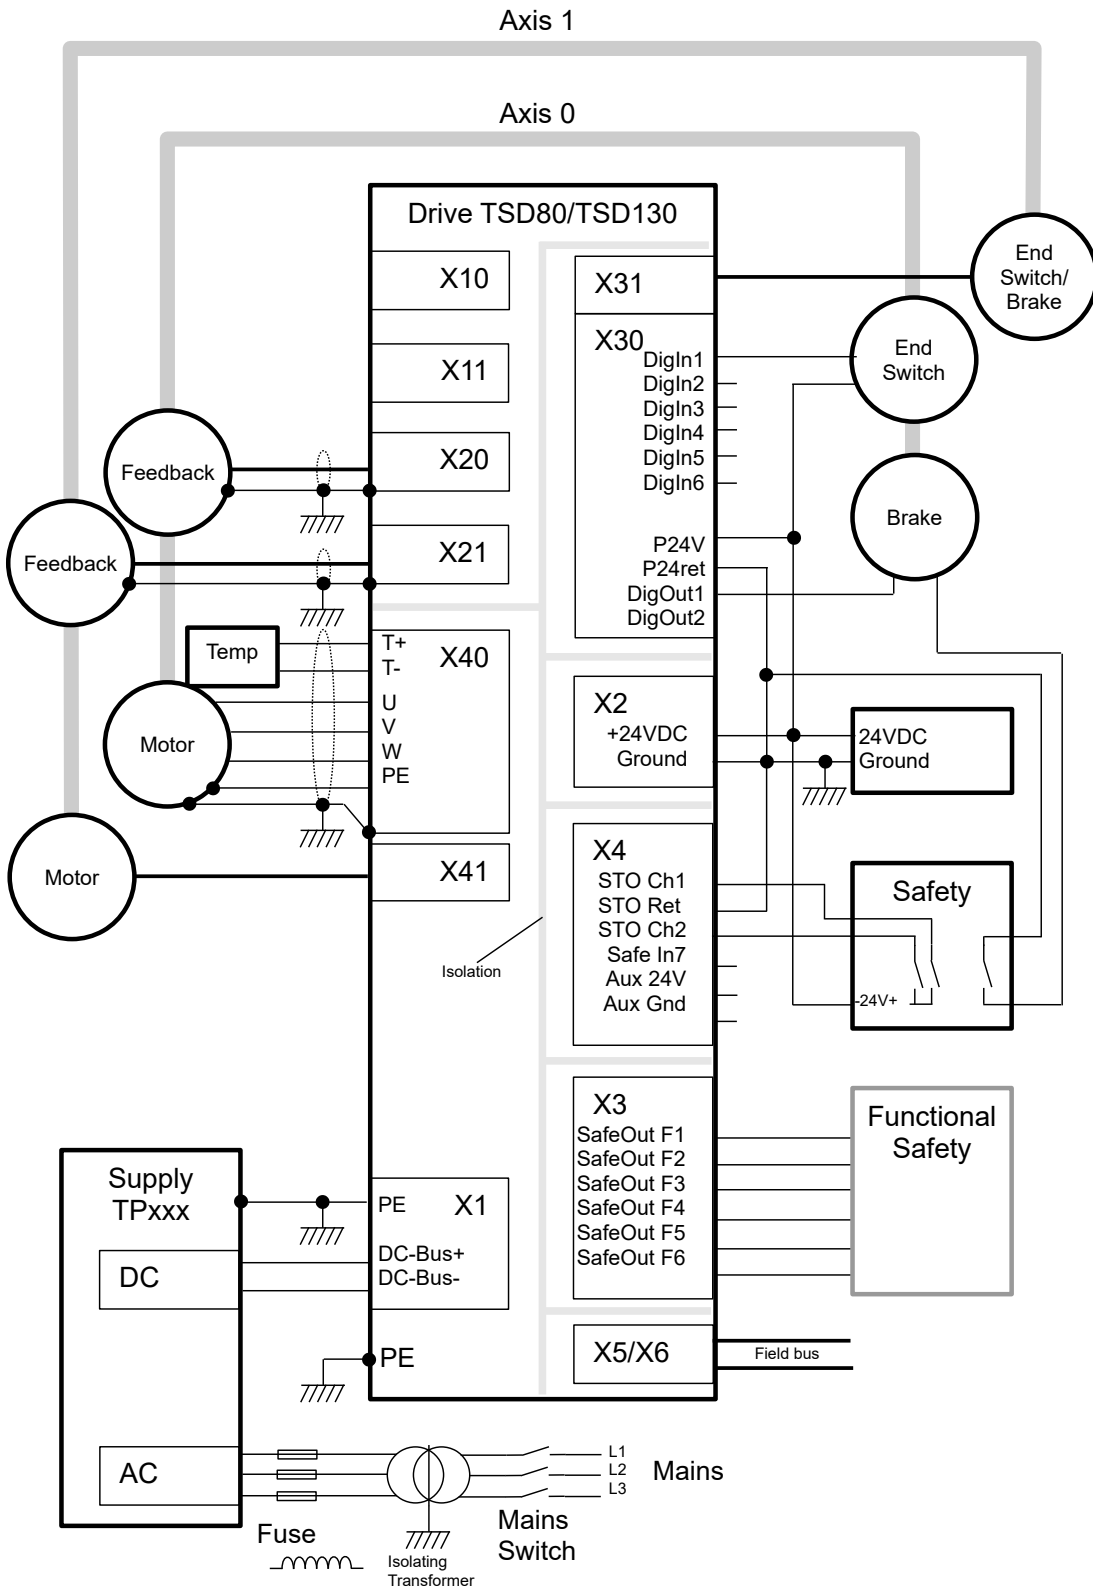 Axis 1
Axis 0
Drive TSD80/TSD130
X10
X11
X20
X21
X40
T+
T-
U
V
W
PE
X41
Isolation
X1
PE
DC-Bus+
DC-Bus-
PE
X31
X30
DigIn1
DigIn2
DigIn3
DigIn4
DigIn5
DigIn6
P24V
P24ret
DigOut1
DigOut2
X2
+24VDC
Ground
X4
STO Ch1
STO Ret
STO Ch2
Safe In7
Aux 24V
Aux Gnd
X3
SafeOut F1
SafeOut F2
SafeOut F3
SafeOut F4
SafeOut F5
SafeOut F6
X5/X6
Field bus
End
Switch/
Brake
End
Switch
Brake
24VDC
Ground
Safety
-24V+
Functional
Safety
Feedback
Feedback
Temp
Motor
Motor
Supply
TPxxx
DC
AC
Fuse
Isolating
Transformer
Mains
Switch
L1
L2
L3
Mains